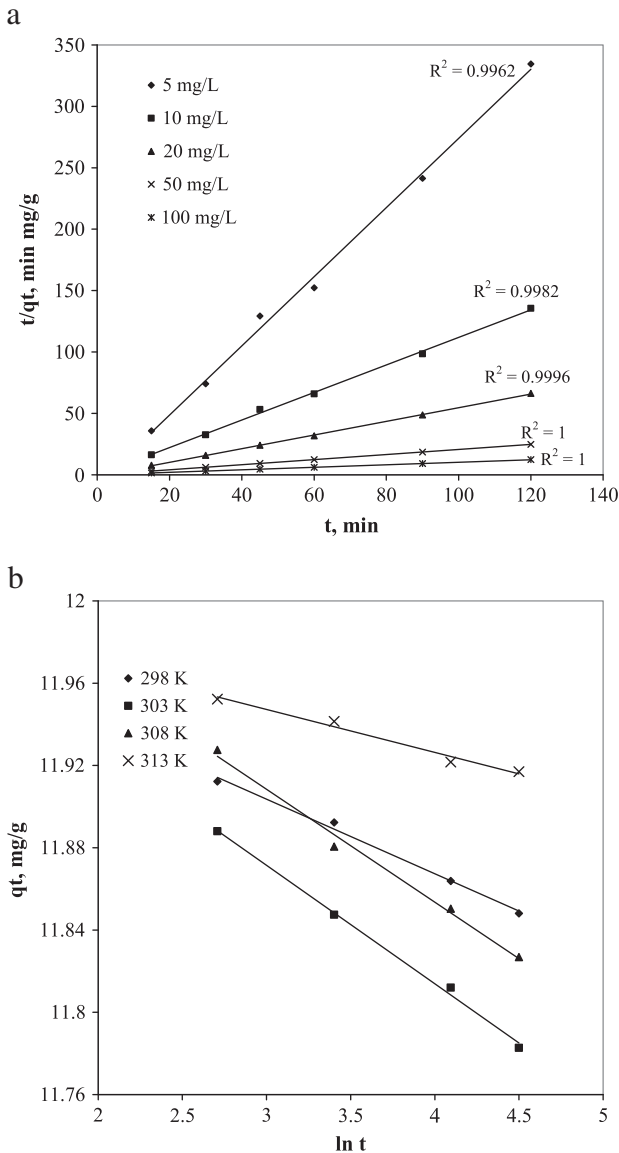 a
350
300
250
200
150
100
50
0
t/qt, min mg/g
5 mg/L
10 mg/L
20 mg/L
50 mg/L
100 mg/L
R² = 0.9962
R² = 0.9982
R² = 0.9996
R² = 1
R² = 1
0 20 40 60 80 100 120 140
t, min
b
12
11.96
11.92
11.88
11.84
11.8
11.76
qt, mg/g
298 K
303 K
308 K
313 K
2 2.5 3 3.5 4 4.5 5
ln t